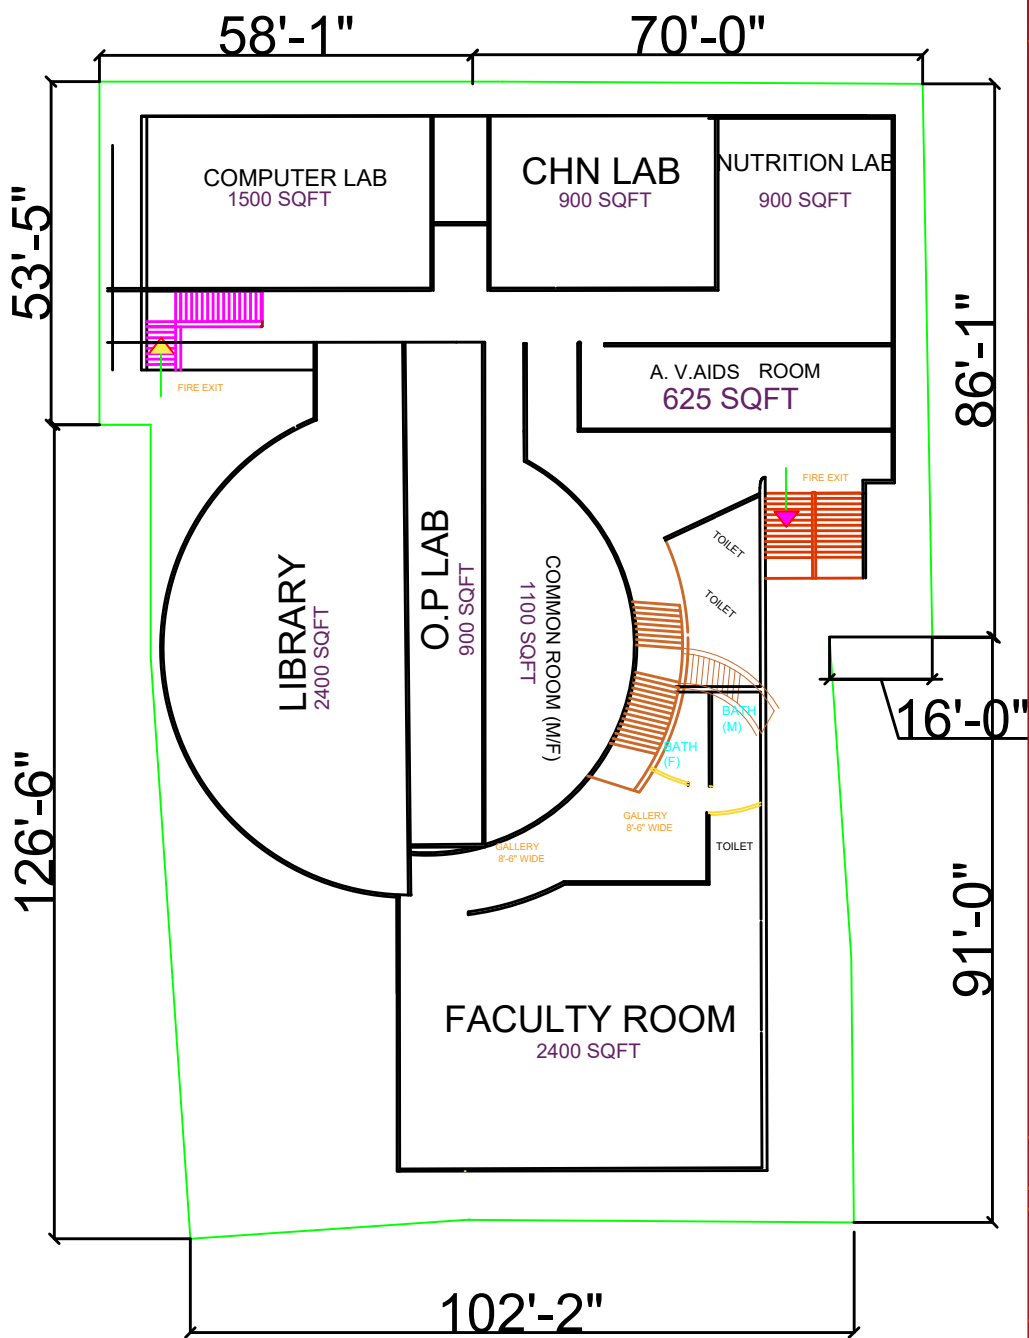 58'-1"
70'-0"
53'-5"
COMPUTER LAB
1500 SQFT
CHN LAB
900 SQFT
NUTRITION LAB
900 SQFT
86'-1"
A. V.AIDS ROOM
625 SQFT
FIRE EXIT
FIRE EXIT
LIBRARY
2400 SQFT
O.P LAB
900 SQFT
COMMON ROOM (M/F)
1100 SQFT
TOILET
TOILET
16'-0"
BATH
(M)
BATH
(F)
126'-6"
GALLERY
8'-6" WIDE
GALLERY
8'-6" WIDE
TOILET
91'-0"
FACULTY ROOM
2400 SQFT
102'-2"